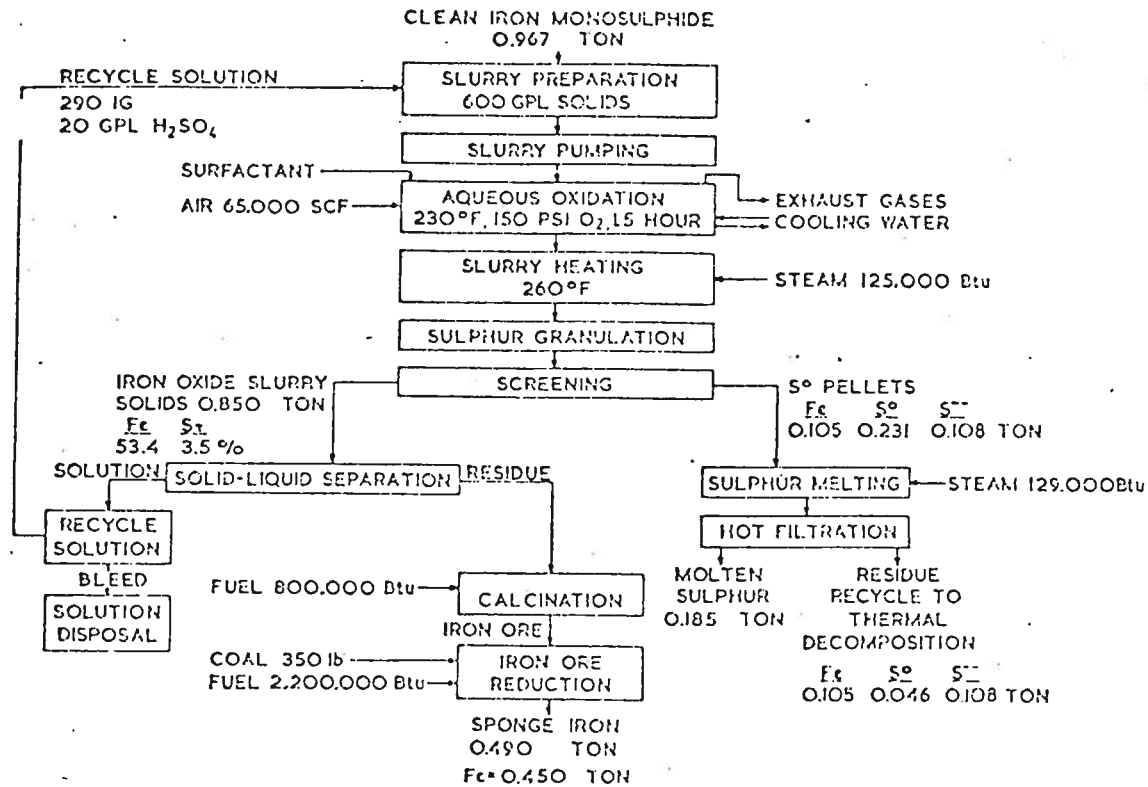 CLEAN IRON MONOSULPHIDE
0.967 TON
RECYCLE SOLUTION
290 IG
20 GPL H₂SO₄
SLURRY PREPARATION
600 GPL SOLIDS
SLURRY PUMPING
SURFACTANT
AIR 65.000 SCF
AQUEOUS OXIDATION
230°F, 150 PSI O₂, 1.5 HOUR
EXHAUST GASES
COOLING WATER
SLURRY HEATING
260°F
STEAM 125.000 Btu
SULPHUR GRANULATION
SCREENING
IRON OXIDE SLURRY
SOLIDS 0.850 TON
Fe Sτ
53.4 3.5 %
S° PELLETS
Fe S° S⁻⁻
0.105 0.231 0.108 TON
SOLUTION
SOLID-LIQUID SEPARATION
RESIDUE
SULPHUR MELTING
STEAM 129.000 Btu
RECYCLE
SOLUTION
HOT FILTRATION
BLEED
SOLUTION
DISPOSAL
FUEL 800.000 Btu
CALCINATION
MOLTEN
SULPHUR
0.185 TON
RESIDUE
RECYCLE TO
THERMAL
DECOMPOSITION
Fe S° S⁻⁻
0.105 0.046 0.108 TON
IRON ORE
COAL 350 lb
FUEL 2.200.000 Btu
IRON ORE
REDUCTION
SPONGE IRON
0.490 TON
Fe= 0.450 TON